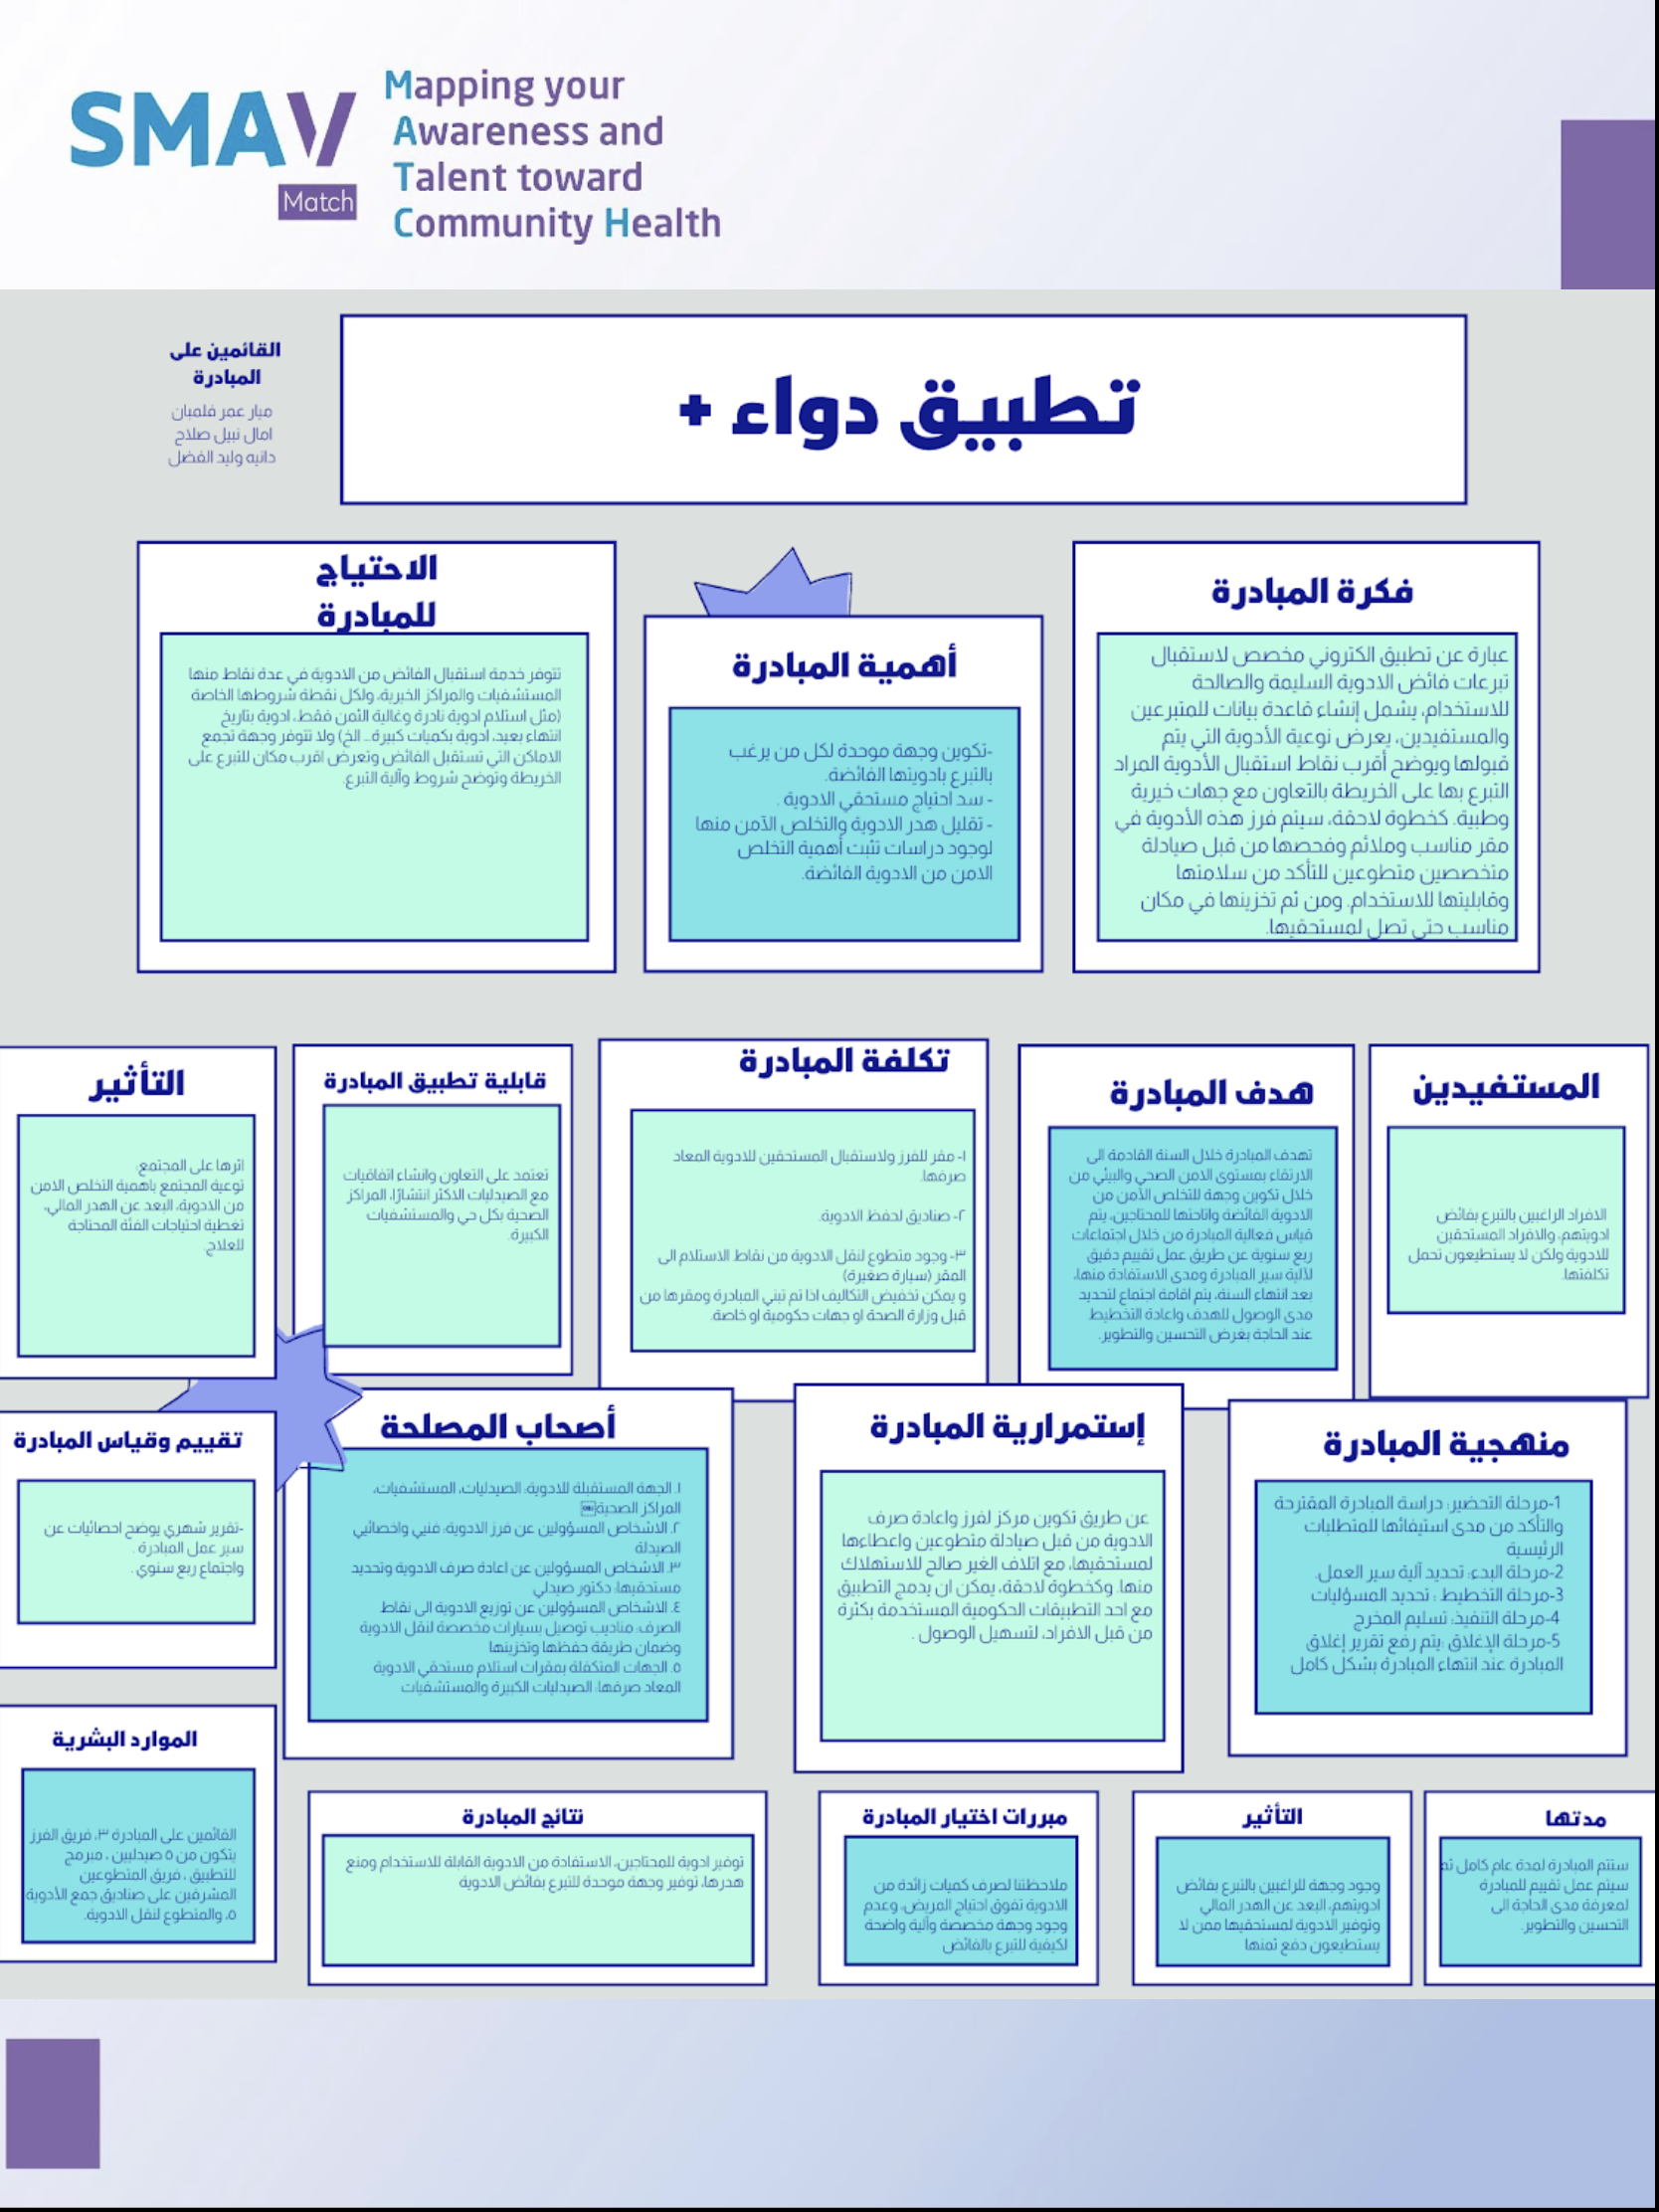 SMAV
Match
Mapping your
Awareness and
Talent toward
Community Health
تطبيق دواء +
القائمين على
المبادرة
ميار عمر فلمبان
امال نبيل صلاح
دانيه وليد الفضل
فكرة المبادرة
عبارة عن تطبيق الكتروني مخصص لاستقبال
تبرعات فائض الادوية السليمة والصالحة
للاستخدام، يشمل إنشاء قاعدة بيانات للمتبرعين
والمستفيدين، يعرض نوعية الأدوية التي يتم
قبولها ويوضح أقرب نقاط استقبال الأدوية المراد
التبرع بها على الخريطة بالتعاون مع جهات خيرية
وطبية. كخطوة لاحقة، سيتم فرز هذه الأدوية في
مقر مناسب وملائم وفحصها من قبل صيادلة
متخصصين متطوعين للتأكد من سلامتها
وقابليتها للاستخدام. ومن ثم تخزينها في مكان
مناسب حتى تصل لمستحقيها.
أهمية المبادرة
-تكوين وجهة موحدة لكل من يرغب
بالتبرع بادويتها الفائضة.
- سد احتياج مستحقي الادوية .
- تقليل هدر الادوية والتخلص الآمن منها
لوجود دراسات تثبت أهمية التخلص
الامن من الادوية الفائضة.
الاحتياج
للمبادرة
تتوفر خدمة استقبال الفائض من الادوية في عدة نقاط منها
المستشفيات والمراكز الخيرية، ولكل نقطة شروطها الخاصة
(مثل استلام ادوية نادرة وغالية الثمن فقط، ادوية بتاريخ
انتهاء بعيد، ادوية بكميات كبيرة... الخ) ولا تتوفر وجهة تجمع
الاماكن التي تستقبل الفائض وتعرض اقرب مكان للتبرع على
الخريطة وتوضح شروط وآلية التبرع.
المستفيدين
الافراد الراغبين بالتبرع بفائض
ادويتهم، والافراد المستحقين
للادوية ولكن لا يستطيعون تحمل
تكلفتها.
هدف المبادرة
تهدف المبادرة خلال السنة القادمة الى
الارتقاء بمستوى الامن الصحي والبيئي من
خلال تكوين وجهة للتخلص الآمن من
الادوية الفائضة واتاحتها للمحتاجين، يتم
قياس فعالية المبادرة من خلال اجتماعات
ربع سنوية عن طريق عمل تقييم دقيق
لآلية سير المبادرة ومدى الاستفادة منها،
بعد انتهاء السنة، يتم اقامة اجتماع لتحديد
مدى الوصول للهدف واعادة التخطيط
عند الحاجة بغرض التحسين والتطوير.
تكلفة المبادرة
١- مقر للفرز ولاستقبال المستحقين للادوية المعاد
صرفها.
٢- صناديق لحفظ الادوية.
٣- وجود متطوع لنقل الادوية من نقاط الاستلام الى
المقر (سيارة صغيرة)
و يمكن تخفيض التكاليف اذا تم تبني المبادرة ومقرها من
قبل وزارة الصحة او جهات حكومية او خاصة.
قابلية تطبيق المبادرة
تعتمد على التعاون وانشاء اتفاقيات
مع الصيدليات الاكثر انتشارًا، المراكز
الصحية بكل حي والمستشفيات
الكبيرة.
التأثير
اثرها على المجتمع:
توعية المجتمع باهمية التخلص الامن
من الادوية، البعد عن الهدر المالي،
تغطية احتياجات الفئة المحتاجة
للعلاج.
منهجية المبادرة
1-مرحلة التحضير: دراسة المبادرة المقترحة
والتأكد من مدى استيفائها للمتطلبات
الرئيسية
2-مرحلة البدء: تحديد آلية سير العمل.
3-مرحلة التخطيط : تحديد المسؤليات
4-مرحلة التنفيذ: تسليم المخرج
5-مرحلة الإغلاق :يتم رفع تقرير إغلاق
المبادرة عند انتهاء المبادرة بشكل كامل
إستمرارية المبادرة
عن طريق تكوين مركز لفرز واعادة صرف
الادوية من قبل صيادلة متطوعين واعطاءها
لمستحقيها، مع اتلاف الغير صالح للاستهلاك
منها. وكخطوة لاحقة، يمكن ان يدمج التطبيق
مع احد التطبيقات الحكومية المستخدمة بكثرة
من قبل الافراد، لتسهيل الوصول .
أصحاب المصلحة
١. الجهة المستقبلة للادوية: الصيدليات، المستشفيات،
المراكز الصحية
٢. الاشخاص المسؤولين عن فرز الادوية: فنيي واخصائيي
الصيدلة
٣. الاشخاص المسؤولين عن اعادة صرف الادوية وتحديد
مستحقيها: دكتور صيدلي
٤. الاشخاص المسؤولين عن توزيع الادوية الى نقاط
الصرف: مناديب توصيل بسيارات مخصصة لنقل الادوية
وضمان طريقة حفظها وتخزينها
٥. الجهات المتكفلة بمقرات استلام مستحقي الادوية
المعاد صرفها: الصيدليات الكبيرة والمستشفيات
تقييم وقياس المبادرة
-تقرير شهري يوضح احصائيات عن
سير عمل المبادرة .
واجتماع ربع سنوي .
الموارد البشرية
القائمين على المبادرة ٣، فريق الفرز
يتكون من ٥ صيدليين ، مبرمج
للتطبيق ، فريق المتطوعين
المشرفين على صناديق جمع الأدوية
٥، والمتطوع لنقل الادوية.
مدتها
ستتم المبادرة لمدة عام كامل ثم
سيتم عمل تقييم للمبادرة
لمعرفة مدى الحاجة الى
التحسين والتطوير.
التأثير
وجود وجهة للراغبين بالتبرع بفائض
ادويتهم، البعد عن الهدر المالي
وتوفير الادوية لمستحقيها ممن لا
يستطيعون دفع ثمنها
مبررات اختيار المبادرة
ملاحظتنا لصرف كميات زائدة من
الادوية تفوق احتياج المريض، وعدم
وجود وجهة مخصصة وآلية واضحة
لكيفية للتبرع بالفائض
نتائج المبادرة
توفير ادوية للمحتاجين، الاستفادة من الادوية القابلة للاستخدام ومنع
هدرها، توفير وجهة موحدة للتبرع بفائض الادوية